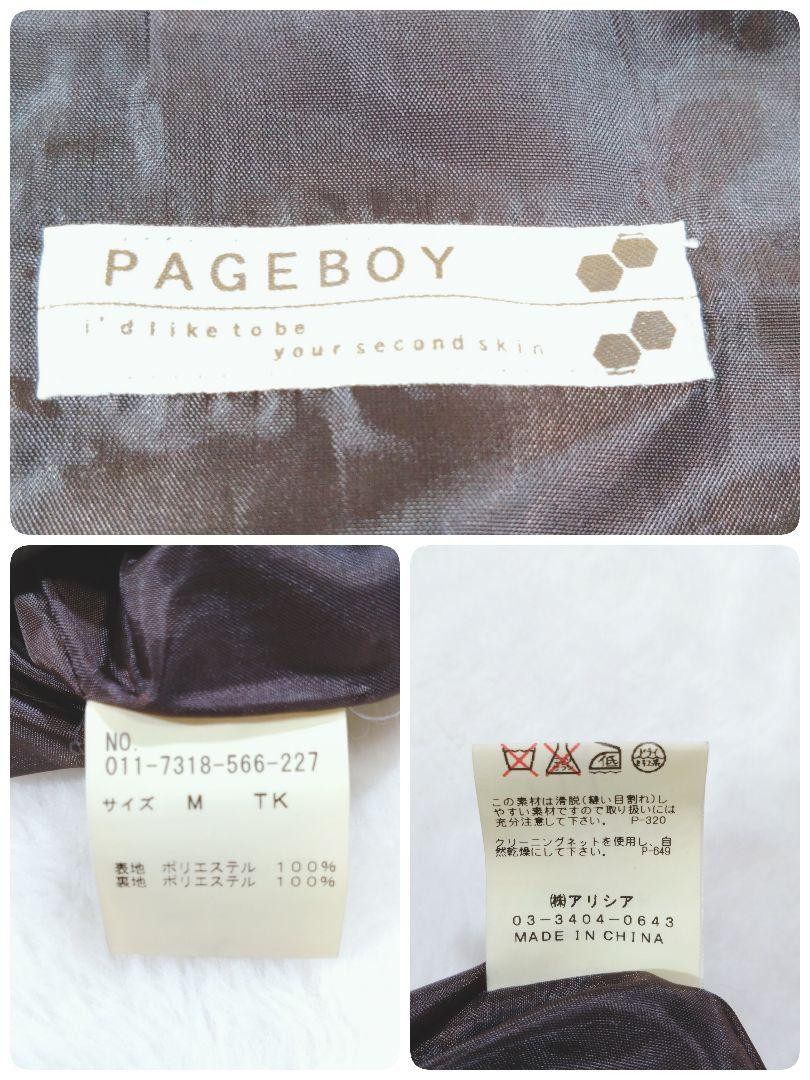 PAGEBOY
i'd like to be
your second skin
NO.
011-7318-566-227
サイズ M TK
表地 ポリエステル 100%
裏地 ポリエステル 100%
低 ドライ
この素材は滑脱(縫い目割れ)し
やすい素材ですので取り扱いには
充分注意して下さい。 P-320
クリーニングネットを使用し、自
然乾燥にして下さい。 P-649
㈱アリシア
03-3404-0643
MADE IN CHINA